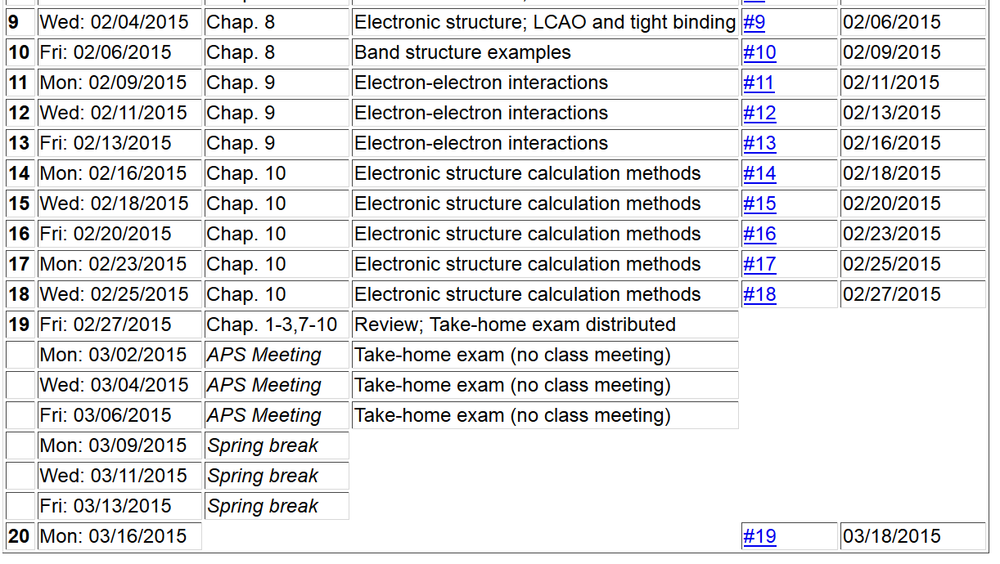 9 Wed: 02/04/2015 Chap. 8 Electronic structure; LCAO and tight binding #9 02/06/2015
10 Fri: 02/06/2015 Chap. 8 Band structure examples #10 02/09/2015
11 Mon: 02/09/2015 Chap. 9 Electron-electron interactions #11 02/11/2015
12 Wed: 02/11/2015 Chap. 9 Electron-electron interactions #12 02/13/2015
13 Fri: 02/13/2015 Chap. 9 Electron-electron interactions #13 02/16/2015
14 Mon: 02/16/2015 Chap. 10 Electronic structure calculation methods #14 02/18/2015
15 Wed: 02/18/2015 Chap. 10 Electronic structure calculation methods #15 02/20/2015
16 Fri: 02/20/2015 Chap. 10 Electronic structure calculation methods #16 02/23/2015
17 Mon: 02/23/2015 Chap. 10 Electronic structure calculation methods #17 02/25/2015
18 Wed: 02/25/2015 Chap. 10 Electronic structure calculation methods #18 02/27/2015
19 Fri: 02/27/2015 Chap. 1-3,7-10 Review; Take-home exam distributed
Mon: 03/02/2015 APS Meeting Take-home exam (no class meeting)
Wed: 03/04/2015 APS Meeting Take-home exam (no class meeting)
Fri: 03/06/2015 APS Meeting Take-home exam (no class meeting)
Mon: 03/09/2015 Spring break
Wed: 03/11/2015 Spring break
Fri: 03/13/2015 Spring break
20 Mon: 03/16/2015 #19 03/18/2015